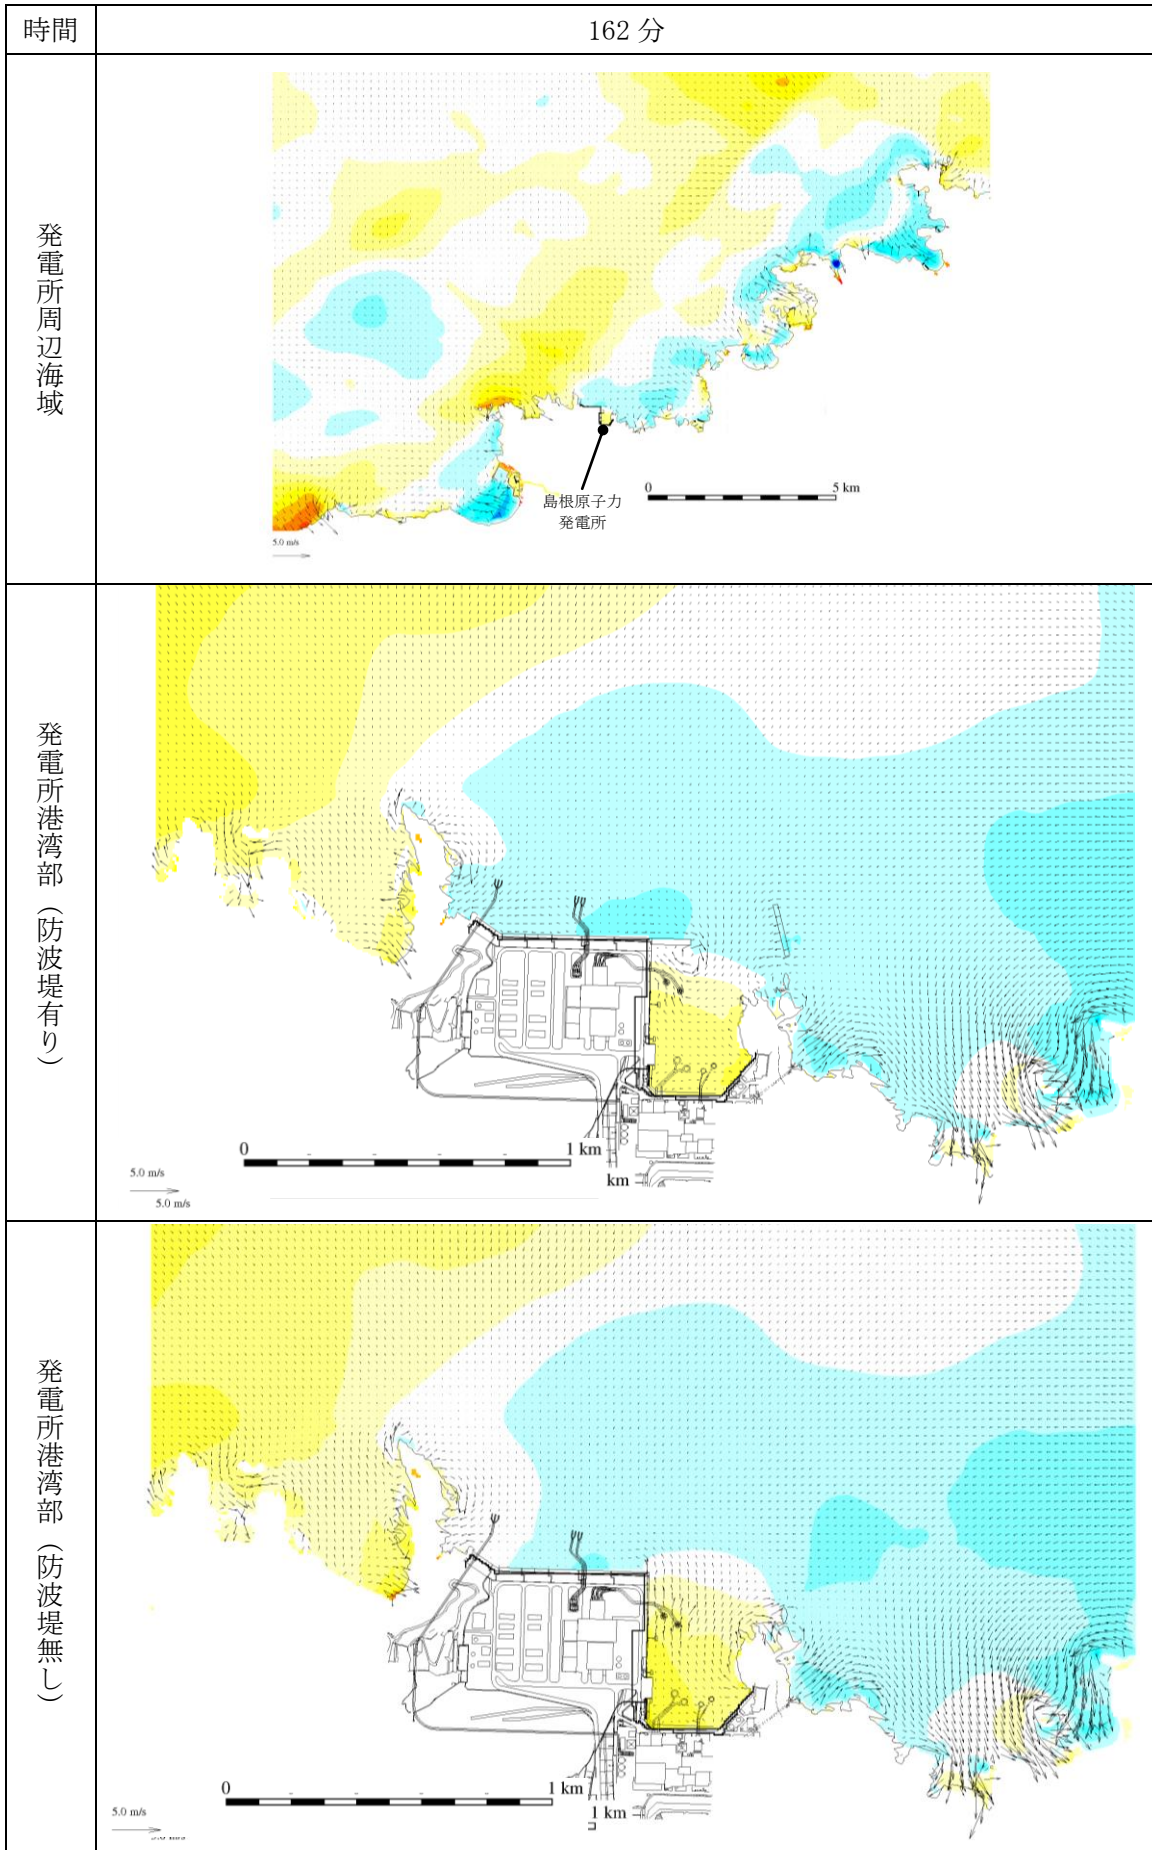 時間
162 分
発電所周辺海域
島根原子力
発電所
0
5 km
5.0 m/s
発電所港湾部（防波堤有り）
0
1 km
km
5.0 m/s
5.0 m/s
発電所港湾部（防波堤無し）
0
1 km
1 km
5.0 m/s